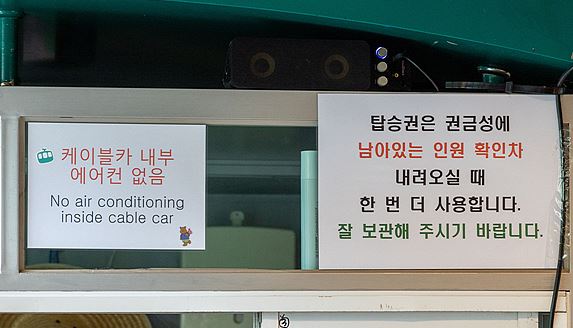 케이블카 내부
에어컨 없음
No air conditioning
inside cable car
탑승권은 권금성에
남아있는 인원 확인차
내려오실 때
한 번 더 사용합니다.
잘 보관해 주시기 바랍니다.